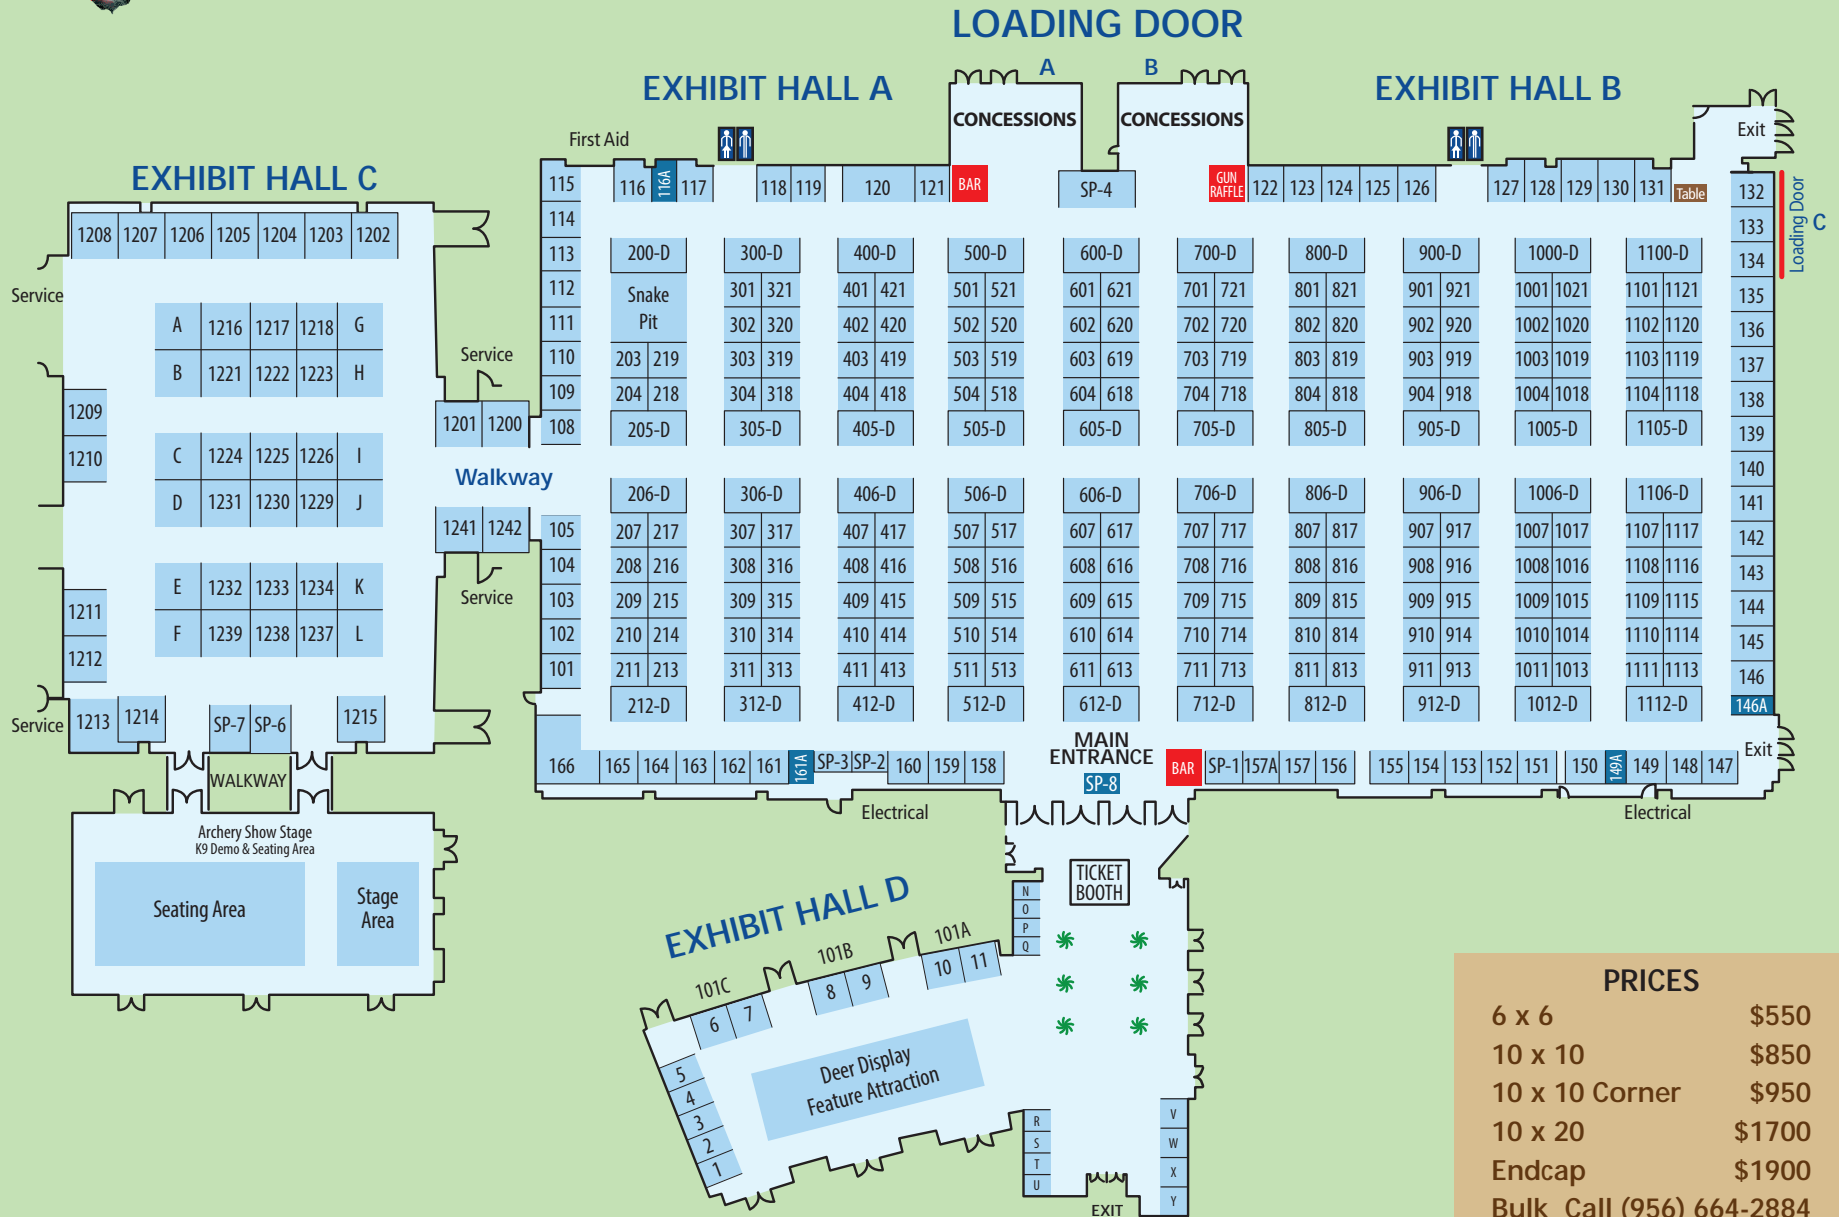 LOADING DOOR
A B
EXHIBIT HALL A
EXHIBIT HALL B
CONCESSIONS CONCESSIONS
Exit
First Aid
EXHIBIT HALL C
115
116 116A 117
118 119
120 121 BAR
SP-4
GUN
RAFFLE
122 123 124 125 126
127 128 129 130 131 Table
132
133
134
135
136
137
138
139
140
141
142
143
144
145
146
146A
Loading Door
C
Exit
114
113
112
111
110
109
108
105
104
103
102
101
1208 1207 1206 1205 1204 1203 1202
Service
A 1216 1217 1218 G
B 1221 1222 1223 H
Service
1209
1210
1201 1200
C 1224 1225 1226 I
D 1231 1230 1229 J
Walkway
1241 1242
Service
E 1232 1233 1234 K
F 1239 1238 1237 L
1211
1212
Service
1213 1214 SP-7 SP-6 1215
WALKWAY
Archery Show Stage
K9 Demo & Seating Area
Seating Area
Stage
Area
200-D 300-D 400-D 500-D 600-D 700-D 800-D 900-D 1000-D 1100-D
Snake
Pit
301 321 401 421 501 521 601 621 701 721 801 821 901 921 1001 1021 1101 1121
302 320 402 420 502 520 602 620 702 720 802 820 902 920 1002 1020 1102 1120
203 219 303 319 403 419 503 519 603 619 703 719 803 819 903 919 1003 1019 1103 1119
204 218 304 318 404 418 504 518 604 618 704 718 804 818 904 918 1004 1018 1104 1118
205-D 305-D 405-D 505-D 605-D 705-D 805-D 905-D 1005-D 1105-D
206-D 306-D 406-D 506-D 606-D 706-D 806-D 906-D 1006-D 1106-D
207 217 307 317 407 417 507 517 607 617 707 717 807 817 907 917 1007 1017 1107 1117
208 216 308 316 408 416 508 516 608 616 708 716 808 816 908 916 1008 1016 1108 1116
209 215 309 315 409 415 509 515 609 615 709 715 809 815 909 915 1009 1015 1109 1115
210 214 310 314 410 414 510 514 610 614 710 714 810 814 910 914 1010 1014 1110 1114
211 213 311 313 411 413 511 513 611 613 711 713 811 813 911 913 1011 1013 1111 1113
212-D 312-D 412-D 512-D 612-D 712-D 812-D 912-D 1012-D 1112-D
MAIN
ENTRANCE
SP-8
166 165 164 163 162 161 161A SP-3 SP-2 160 159 158
BAR SP-1 157A 157 156 155 154 153 152 151 150 149A 149 148 147
Electrical
Electrical
TICKET
BOOTH
EXHIBIT HALL D
N
O
P
Q
101A
101B
101C
11
10
9
8
7
6
5
4
3
2
1
Deer Display
Feature Attraction
R
S
T
U
V
W
X
Y
EXIT
PRICES
6 x 6 $550
10 x 10 $850
10 x 10 Corner $950
10 x 20 $1700
Endcap $1900
Bulk Call (956) 664-2884